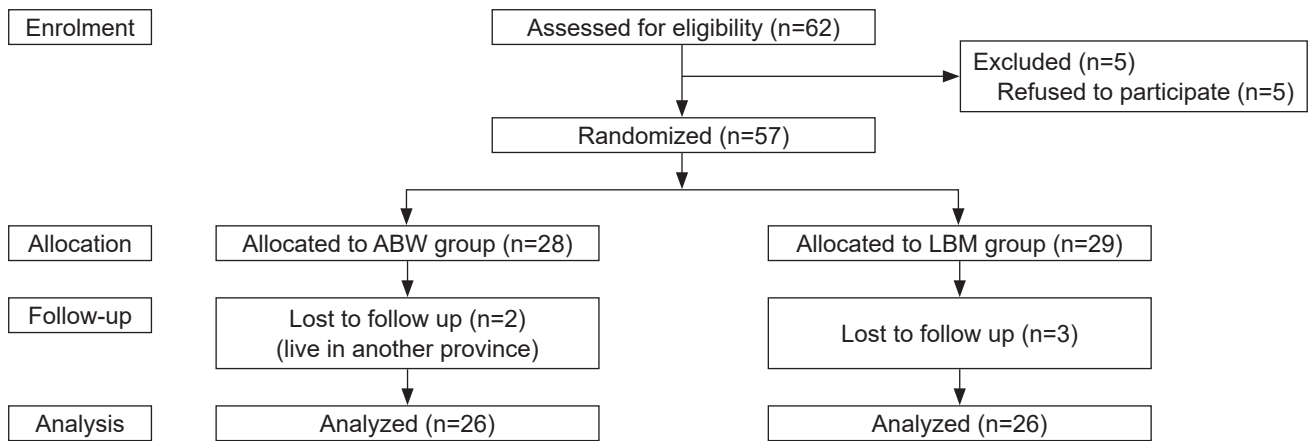 Enrolment
Assessed for eligibility (n=62)
Excluded (n=5)
Refused to participate (n=5)
Randomized (n=57)
Allocation
Allocated to ABW group (n=28)
Allocated to LBM group (n=29)
Follow-up
Lost to follow up (n=2)
(live in another province)
Lost to follow up (n=3)
Analysis
Analyzed (n=26)
Analyzed (n=26)